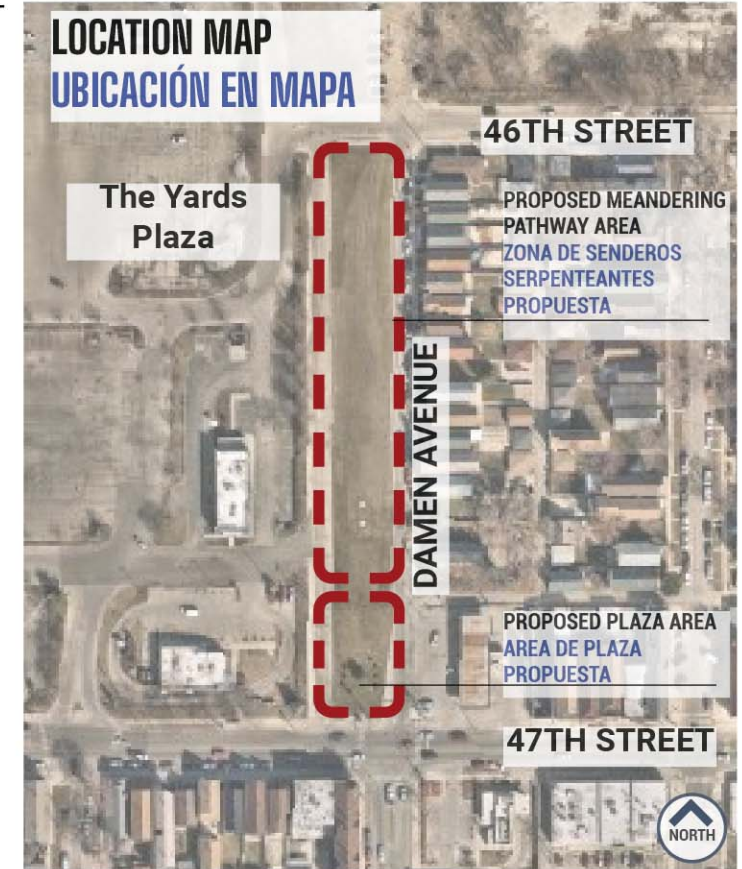 LOCATION MAP
UBICACIÓN EN MAPA
46TH STREET
The Yards
Plaza
PROPOSED MEANDERING
PATHWAY AREA
ZONA DE SENDEROS
SERPENTEANTES
PROPUESTA
DAMEN AVENUE
PROPOSED PLAZA AREA
AREA DE PLAZA
PROPUESTA
47TH STREET
NORTH